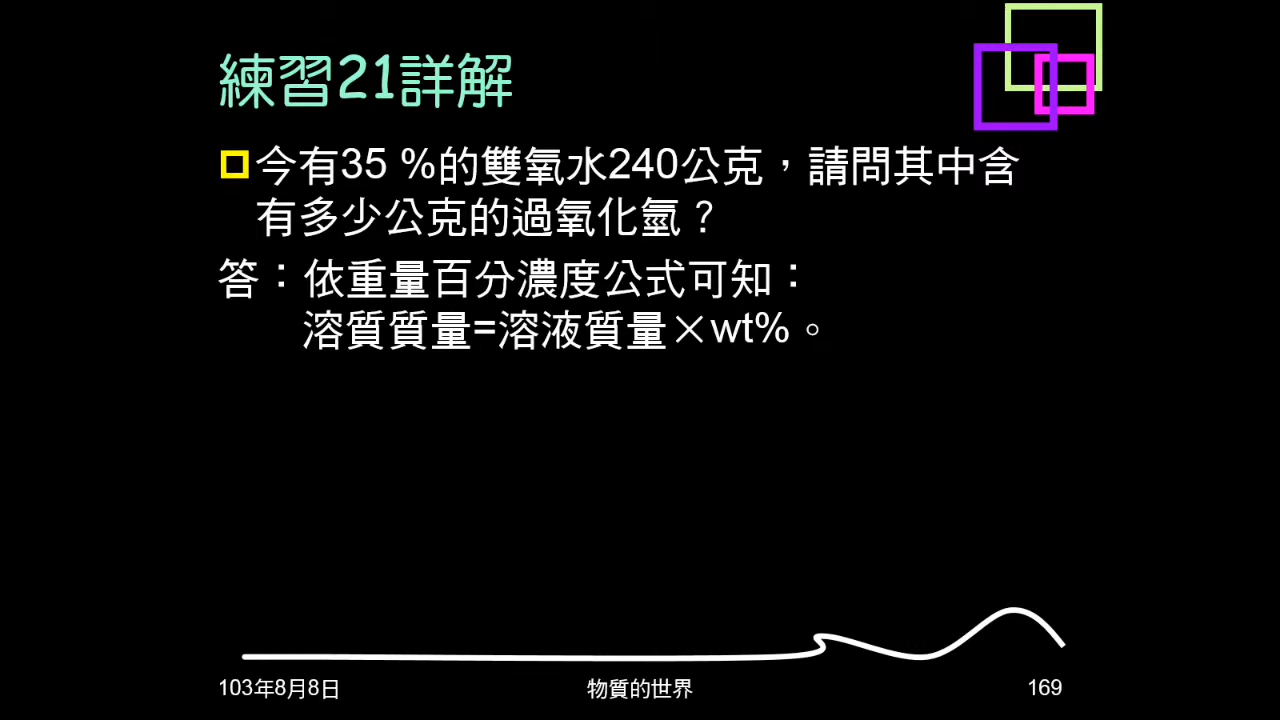 練習21詳解
今有35 %的雙氧水240公克，請問其中含
有多少公克的過氧化氫？
答：依重量百分濃度公式可知：
溶質質量=溶液質量×wt%。
103年8月8日
物質的世界
169